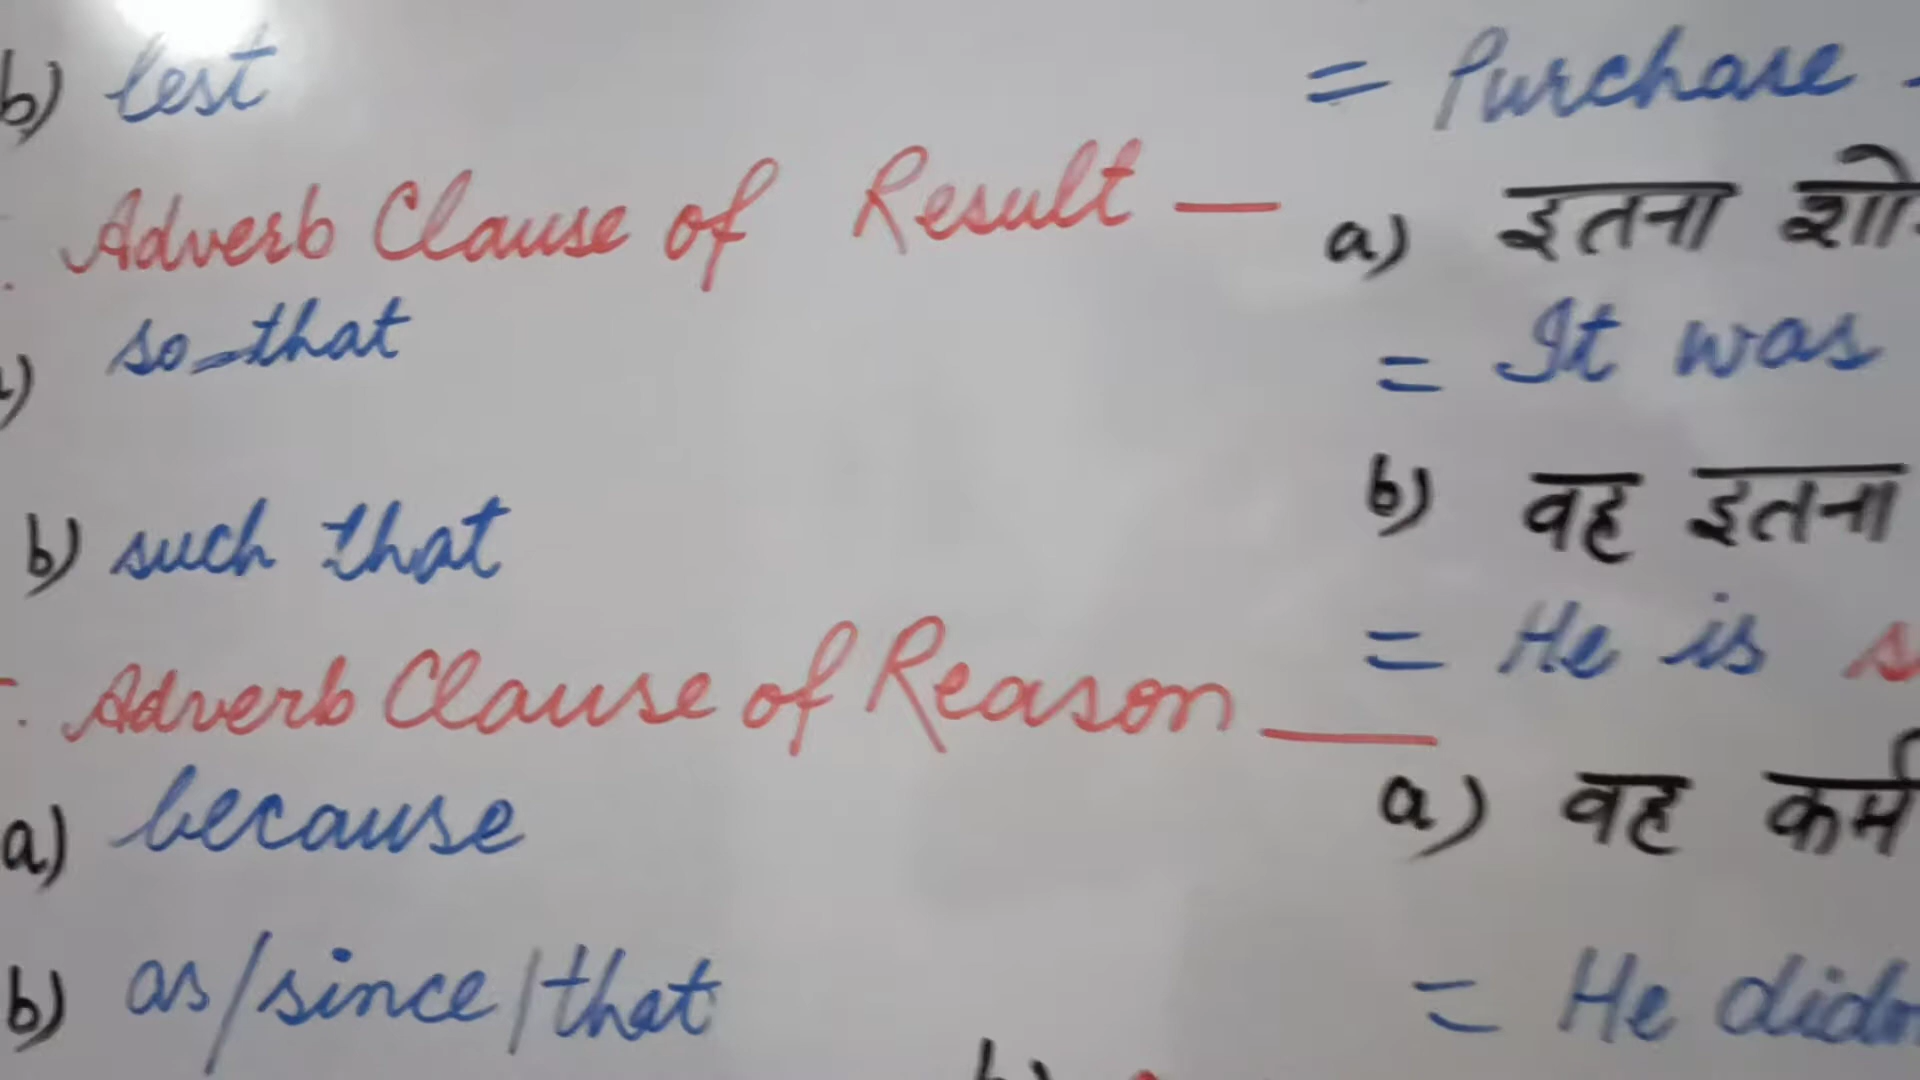 b) lest
= Purchase
Adverb Clause of Result —
a) इतना
so-that
= It was
b) such that
b) वह इतना
= He is
Adverb Clause of Reason —
a) because
a) वह
b) as/since/that
= He
b)